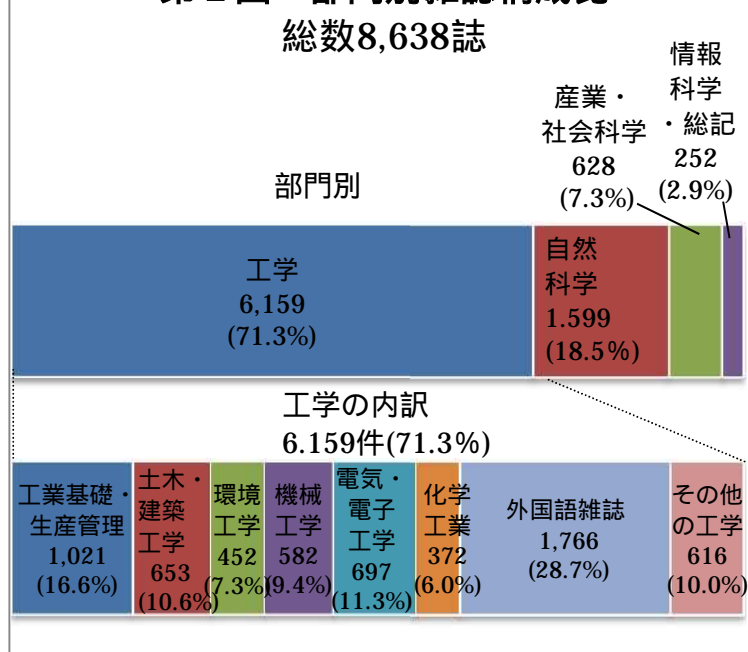 総数8,638誌
部門別
産業・
社会科学
628
(7.3%)
情報
科学
・総記
252
(2.9%)
工学
6,159
(71.3%)
自然
科学
1.599
(18.5%)
工学の内訳
6.159件(71.3%)
工業基礎・
生産管理
1,021
(16.6%)
土木・
建築
工学
653
(10.6%)
環境
工学
452
(7.3%)
機械
工学
582
(9.4%)
電気・
電子
工学
697
(11.3%)
化学
工業
372
(6.0%)
外国語雑誌
1,766
(28.7%)
その他
の工学
616
(10.0%)